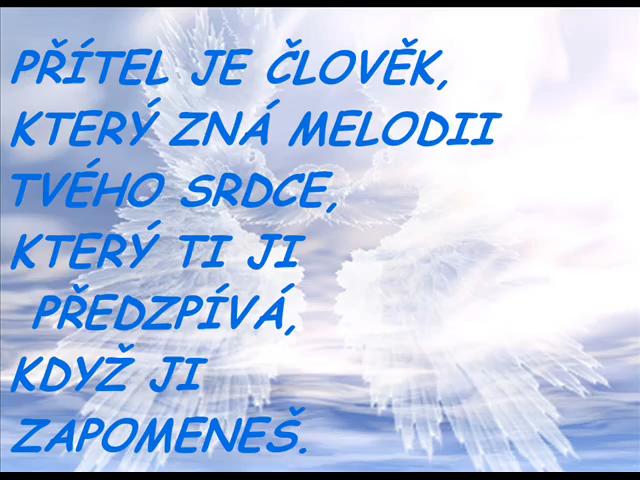 PŘÍTEL JE ČLOVĚK,
KTERÝ ZNÁ MELODII
TVÉHO SRDCE,
KTERÝ TI JI
PŘEDZPÍVÁ,
KDYŽ JI
ZAPOMENEŠ.